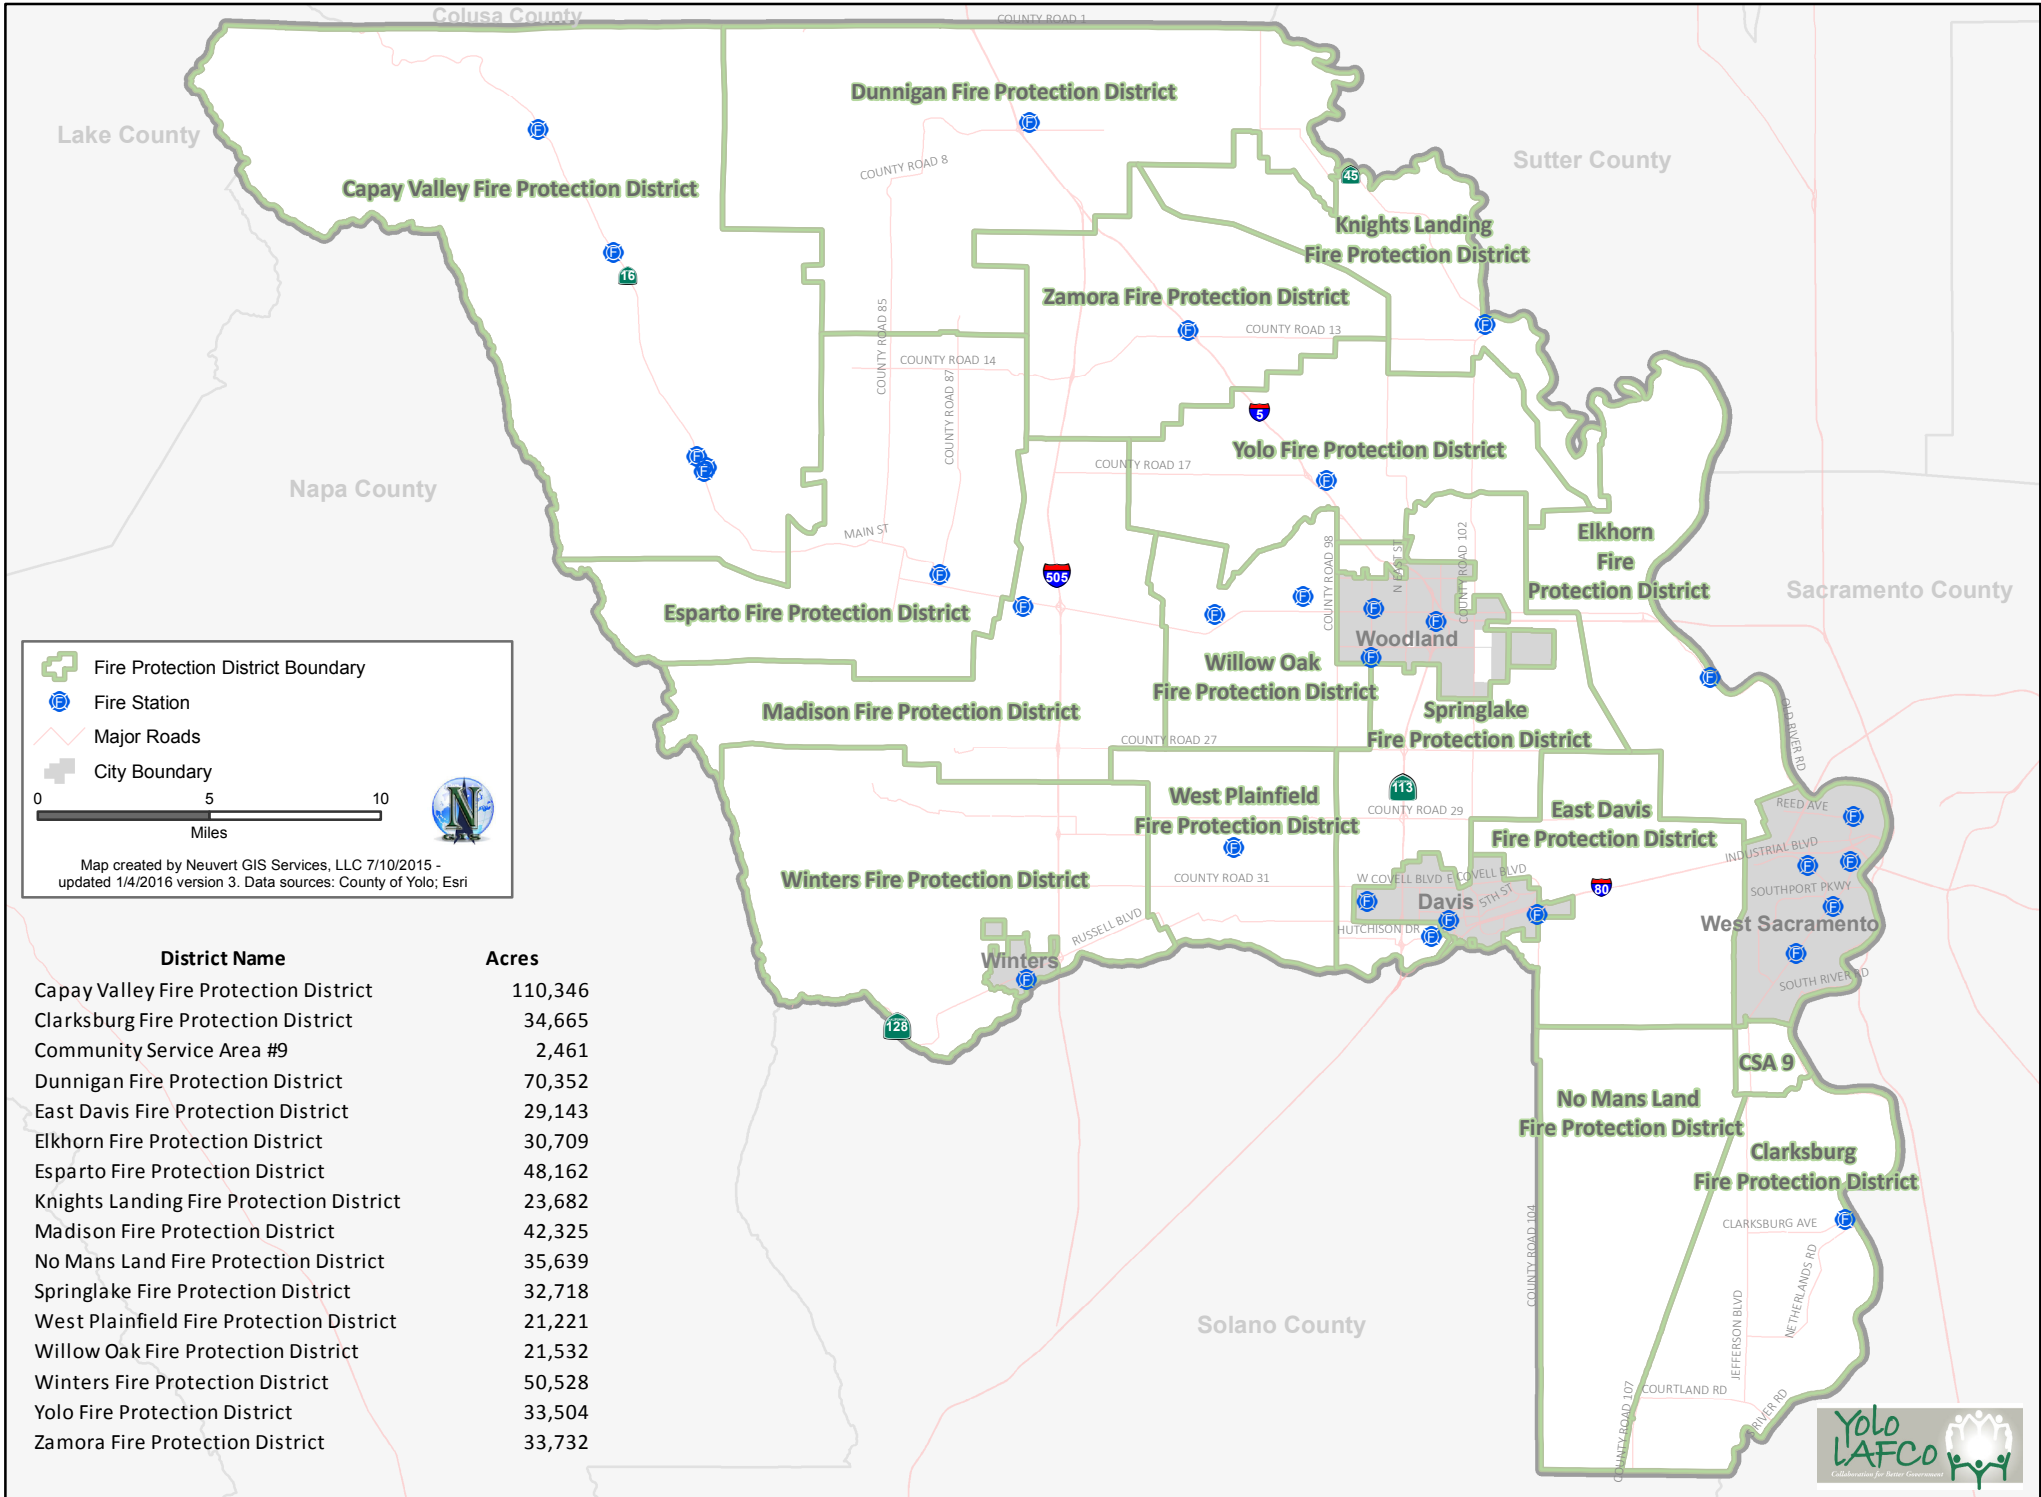 Colusa County
COUNTY ROAD 1
Dunnigan Fire Protection District
Lake County
Sutter County
COUNTY ROAD 8
45
Capay Valley Fire Protection District
Knights Landing
Fire Protection District
16
Zamora Fire Protection District
COUNTY ROAD 13
COUNTY ROAD 85
COUNTY ROAD 14
COUNTY ROAD 87
5
Yolo Fire Protection District
COUNTY ROAD 17
Napa County
MAIN ST
Elkhorn
Fire
Protection District
COUNTY ROAD 98
N EAST ST
COUNTY ROAD 102
505
Sacramento County
Esparto Fire Protection District
Woodland
Willow Oak
Fire Protection District
Madison Fire Protection District
Springlake
Fire Protection District
COUNTY ROAD 27
OLD RIVER RD
Fire Protection District Boundary
Fire Station
Major Roads
City Boundary
0 5 10
Miles
N
Map created by Neuvert GIS Services, LLC 7/10/2015 -
updated 1/4/2016 version 3. Data sources: County of Yolo; Esri
113
West Plainfield
Fire Protection District
COUNTY ROAD 29
East Davis
Fire Protection District
REED AVE
INDUSTRIAL BLVD
Winters Fire Protection District
COUNTY ROAD 31
W COVELL BLVD
E COVELL BLVD
5TH ST
80
SOUTHPORT PKWY
Davis
West Sacramento
RUSSELL BLVD
HUTCHISON DR
Winters
SOUTH RIVER RD
128
CSA 9
No Mans Land
Fire Protection District
Clarksburg
Fire Protection District
COUNTY ROAD 104
CLARKSBURG AVE
NETHERLANDS RD
JEFFERSON BLVD
Solano County
COURTLAND RD
COUNTY ROAD 107
S RIVER RD
District Name Acres
Capay Valley Fire Protection District 110,346
Clarksburg Fire Protection District 34,665
Community Service Area #9 2,461
Dunnigan Fire Protection District 70,352
East Davis Fire Protection District 29,143
Elkhorn Fire Protection District 30,709
Esparto Fire Protection District 48,162
Knights Landing Fire Protection District 23,682
Madison Fire Protection District 42,325
No Mans Land Fire Protection District 35,639
Springlake Fire Protection District 32,718
West Plainfield Fire Protection District 21,221
Willow Oak Fire Protection District 21,532
Winters Fire Protection District 50,528
Yolo Fire Protection District 33,504
Zamora Fire Protection District 33,732
YOLO
LAFCO
Collaboration for Better Government